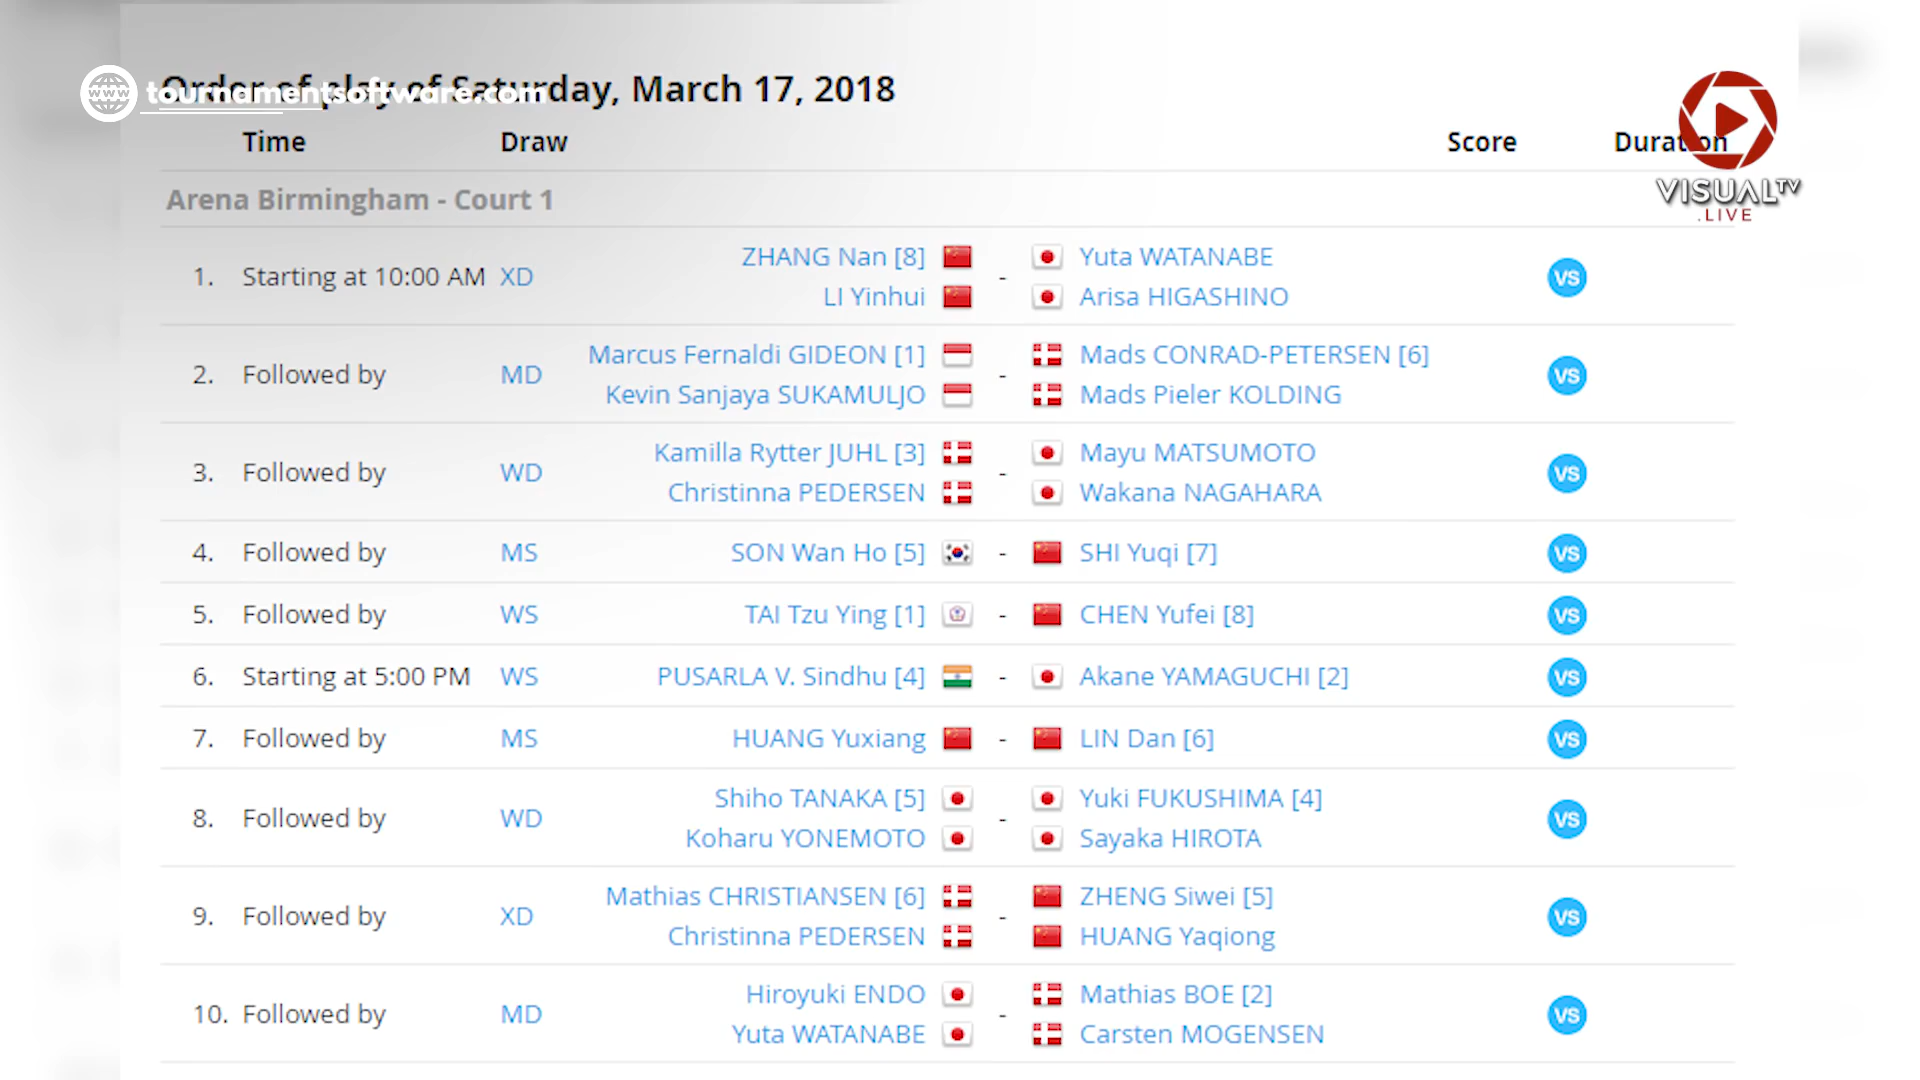 Order of play of Saturday, March 17, 2018
www tournamentsoftware.com
VISUAL TV
.LIVE
Time Draw Score Duration
Arena Birmingham - Court 1
1. Starting at 10:00 AM XD ZHANG Nan [8] - Yuta WATANABE VS
LI Yinhui Arisa HIGASHINO
2. Followed by MD Marcus Fernaldi GIDEON [1] - Mads CONRAD-PETERSEN [6] VS
Kevin Sanjaya SUKAMULJO Mads Pieler KOLDING
3. Followed by WD Kamilla Rytter JUHL [3] - Mayu MATSUMOTO VS
Christinna PEDERSEN Wakana NAGAHARA
4. Followed by MS SON Wan Ho [5] - SHI Yuqi [7] VS
5. Followed by WS TAI Tzu Ying [1] - CHEN Yufei [8] VS
6. Starting at 5:00 PM WS PUSARLA V. Sindhu [4] - Akane YAMAGUCHI [2] VS
7. Followed by MS HUANG Yuxiang - LIN Dan [6] VS
8. Followed by WD Shiho TANAKA [5] - Yuki FUKUSHIMA [4] VS
Koharu YONEMOTO Sayaka HIROTA
9. Followed by XD Mathias CHRISTIANSEN [6] - ZHENG Siwei [5] VS
Christinna PEDERSEN HUANG Yaqiong
10. Followed by MD Hiroyuki ENDO - Mathias BOE [2] VS
Yuta WATANABE Carsten MOGENSEN